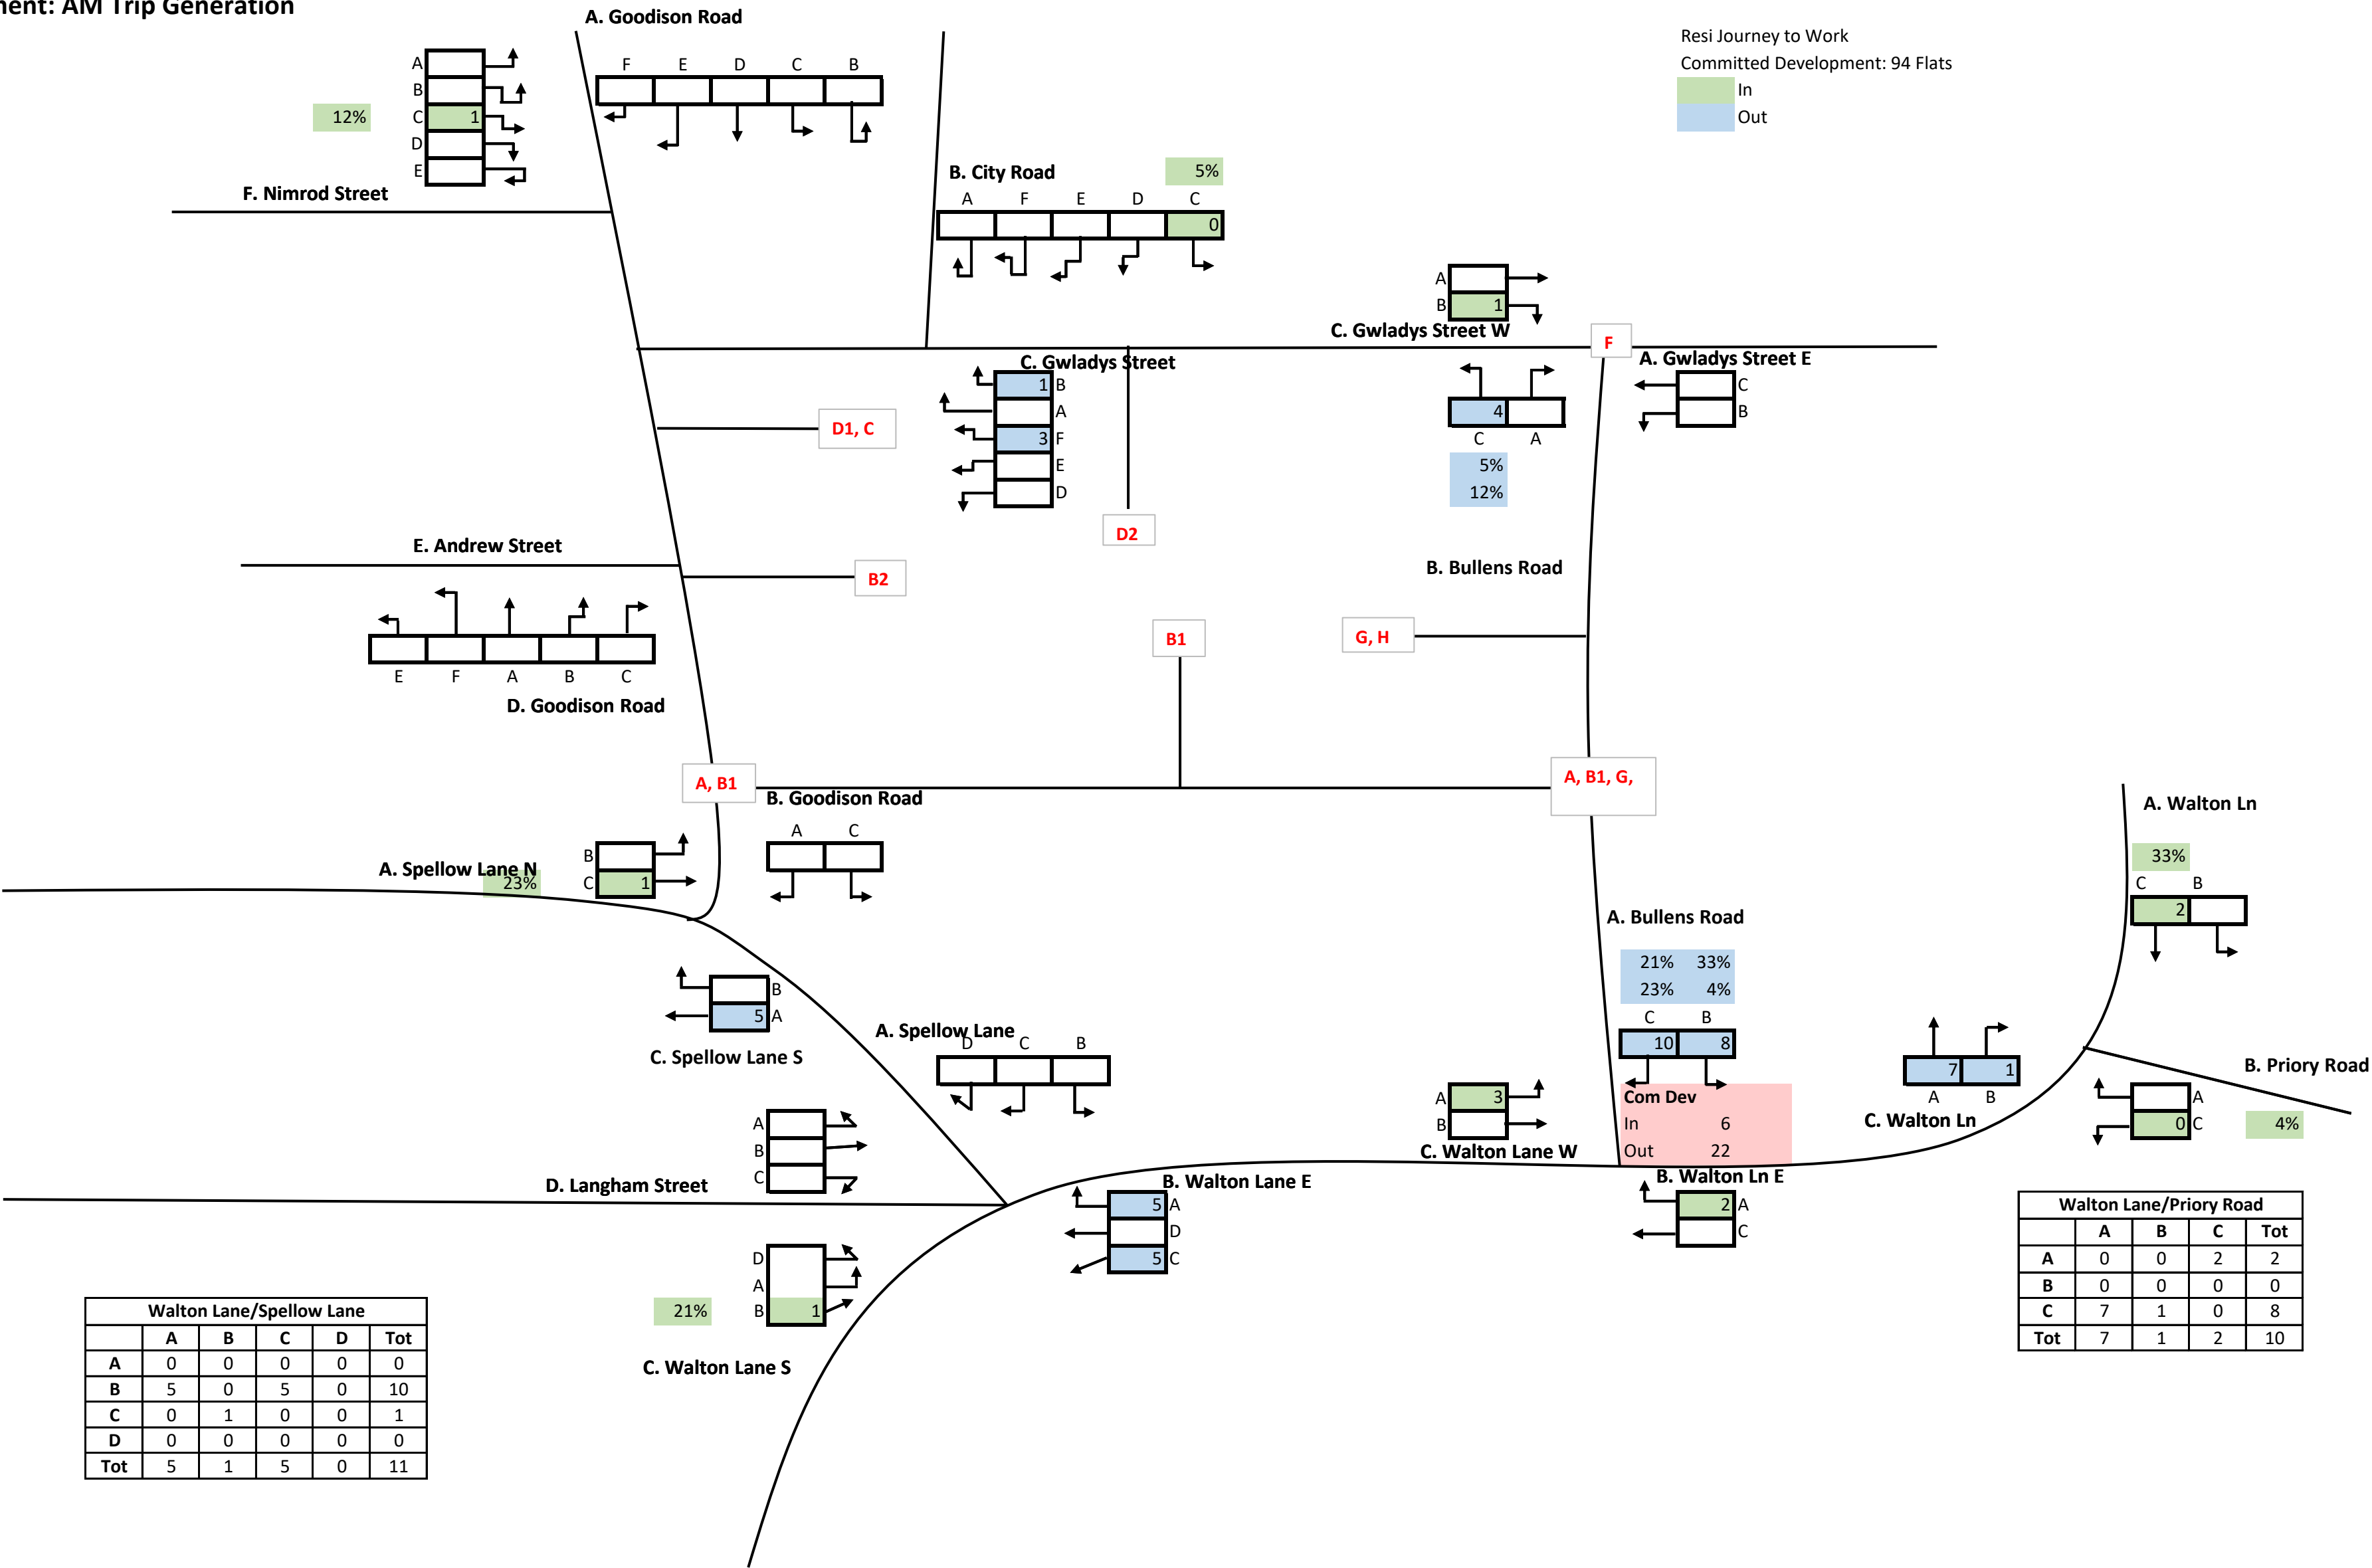 nent: AM Trip Generation
A. Goodison Road
Resi Journey to Work
Committed Development: 94 Flats
In
Out
F E D C B
A
B
12% C 1
D
E
F. Nimrod Street
B. City Road 5%
A F E D C
0
A
B 1
C. Gwladys Street W
F
A. Gwladys Street E
C
B
C. Gwladys Street
1 B
A
3 F
E
D
4
C A
5%
12%
D1, C
D2
E. Andrew Street
B2
B. Bullens Road
B1
G, H
E F A B C
D. Goodison Road
A, B1
B. Goodison Road
A, B1, G,
A C
A. Walton Ln
33%
C B
2
A. Spellow Lane N
23%
B
C 1
A. Bullens Road
21% 33%
23% 4%
C B
10 8
B
5 A
C. Spellow Lane S
A. Spellow Lane
D C B
7 1
A B
C. Walton Ln
B. Priory Road
A
0 C 4%
A 3
B
C. Walton Lane W
Com Dev
In 6
Out 22
B. Walton Ln E
2 A
C
A
B
C
D. Langham Street
B. Walton Lane E
5 A
D
5 C
D
A
21% B 1
C. Walton Lane S
Walton Lane/Priory Road
A B C Tot
A 0 0 2 2
B 0 0 0 0
C 7 1 0 8
Tot 7 1 2 10
Walton Lane/Spellow Lane
A B C D Tot
A 0 0 0 0 0
B 5 0 5 0 10
C 0 1 0 0 1
D 0 0 0 0 0
Tot 5 1 5 0 11